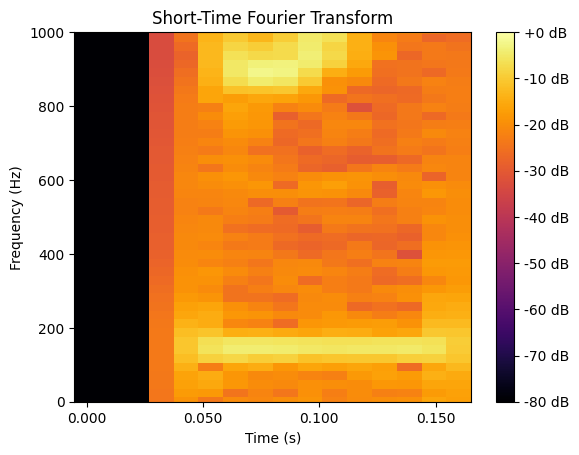 Short-Time Fourier Transform
1000
800
600
400
200
0
Frequency (Hz)
0.000
0.050
0.100
0.150
Time (s)
+0 dB
-10 dB
-20 dB
-30 dB
-40 dB
-50 dB
-60 dB
-70 dB
-80 dB